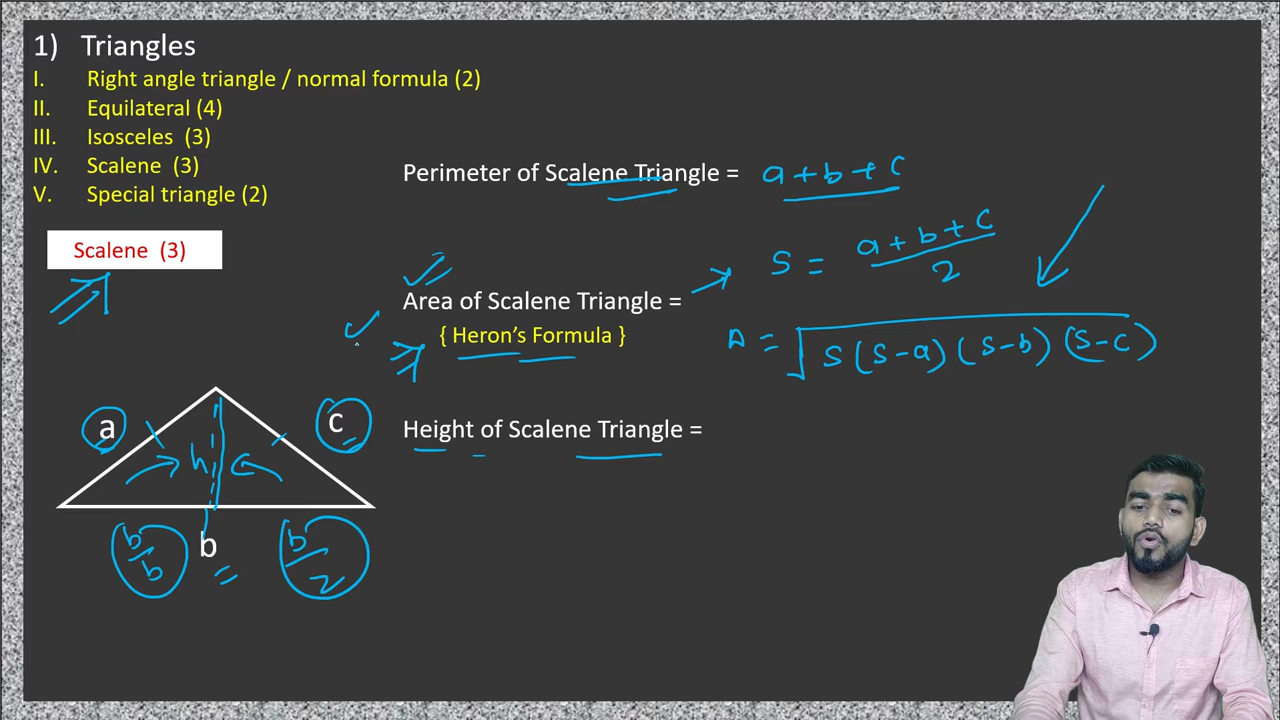 1) Triangles
I. Right angle triangle / normal formula (2)
II. Equilateral (4)
III. Isosceles (3)
IV. Scalene (3)
V. Special triangle (2)
Scalene (3)
Perimeter of Scalene Triangle = a+b+c
S = a+b+c / 2
Area of Scalene Triangle =
{ Heron's Formula }
A = √S(S-a)(S-b)(S-c)
Height of Scalene Triangle =
a
c
h
b/b
b
b/2